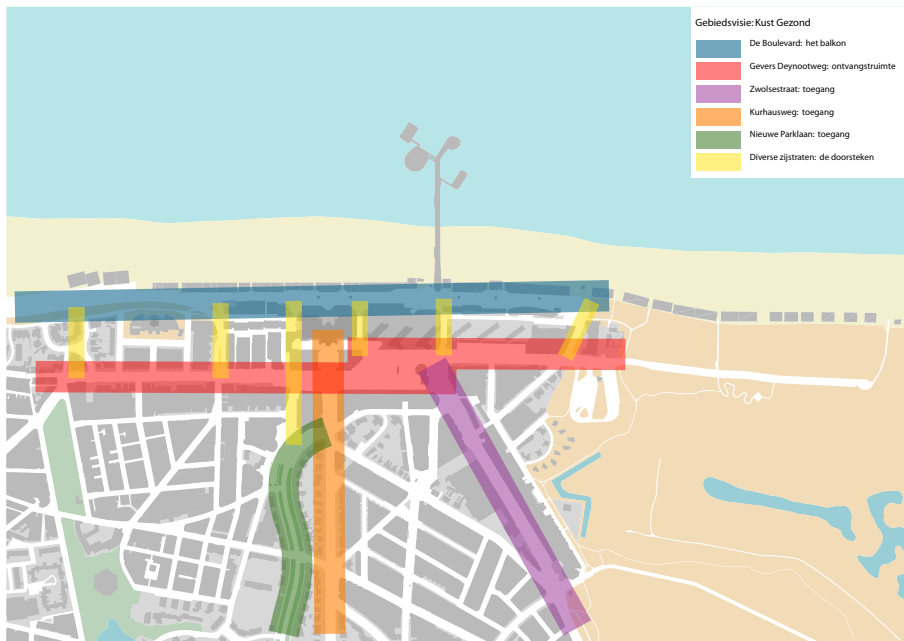 Gebiedsvisie: Kust Gezond
De Boulevard: het balkon
Gevers Deynootweg: ontvangstruimte
Zwolsestraat: toegang
Kurhausweg: toegang
Nieuwe Parklaan: toegang
Diverse zijstraten: de doorsteken